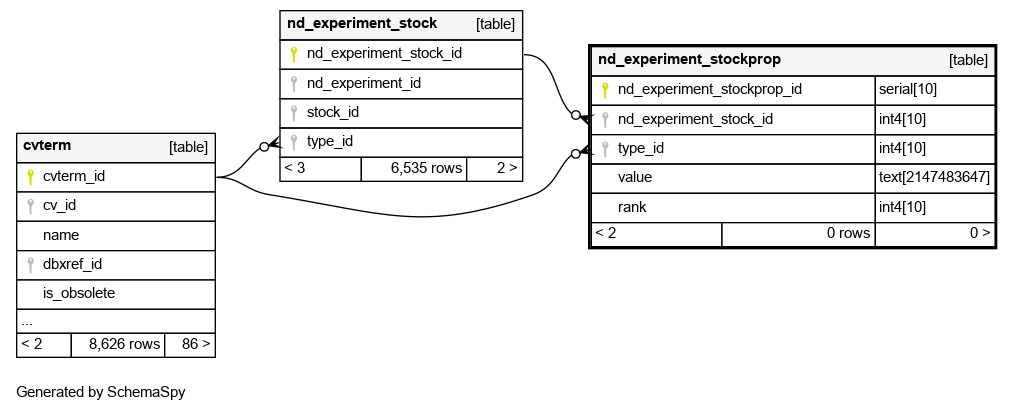 nd_experiment_stock [table]
nd_experiment_stock_id
nd_experiment_id
stock_id
type_id
< 3 6,535 rows 2 >
nd_experiment_stockprop [table]
nd_experiment_stockprop_id serial[10]
nd_experiment_stock_id int4[10]
type_id int4[10]
value text[2147483647]
rank int4[10]
< 2 0 rows 0 >
cvterm [table]
cvterm_id
cv_id
name
dbxref_id
is_obsolete
...
< 2 8,626 rows 86 >
Generated by SchemaSpy